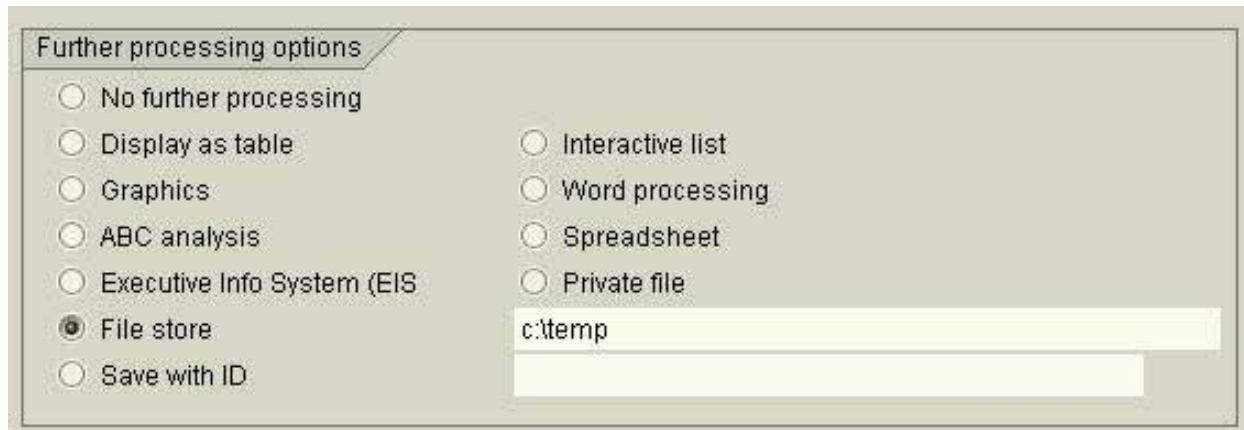 Further processing options
No further processing
Display as table Interactive list
Graphics Word processing
ABC analysis Spreadsheet
Executive Info System (EIS Private file
File store c:\temp
Save with ID